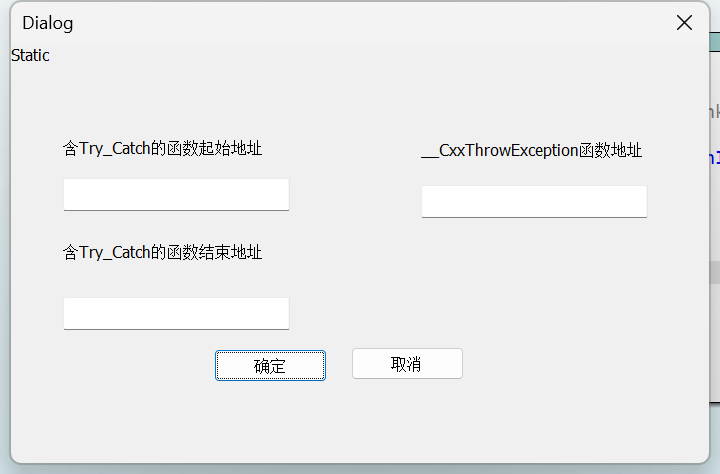 Dialog
Static
含Try_Catch的函数起始地址
__CxxThrowException函数地址
含Try_Catch的函数结束地址
确定
取消